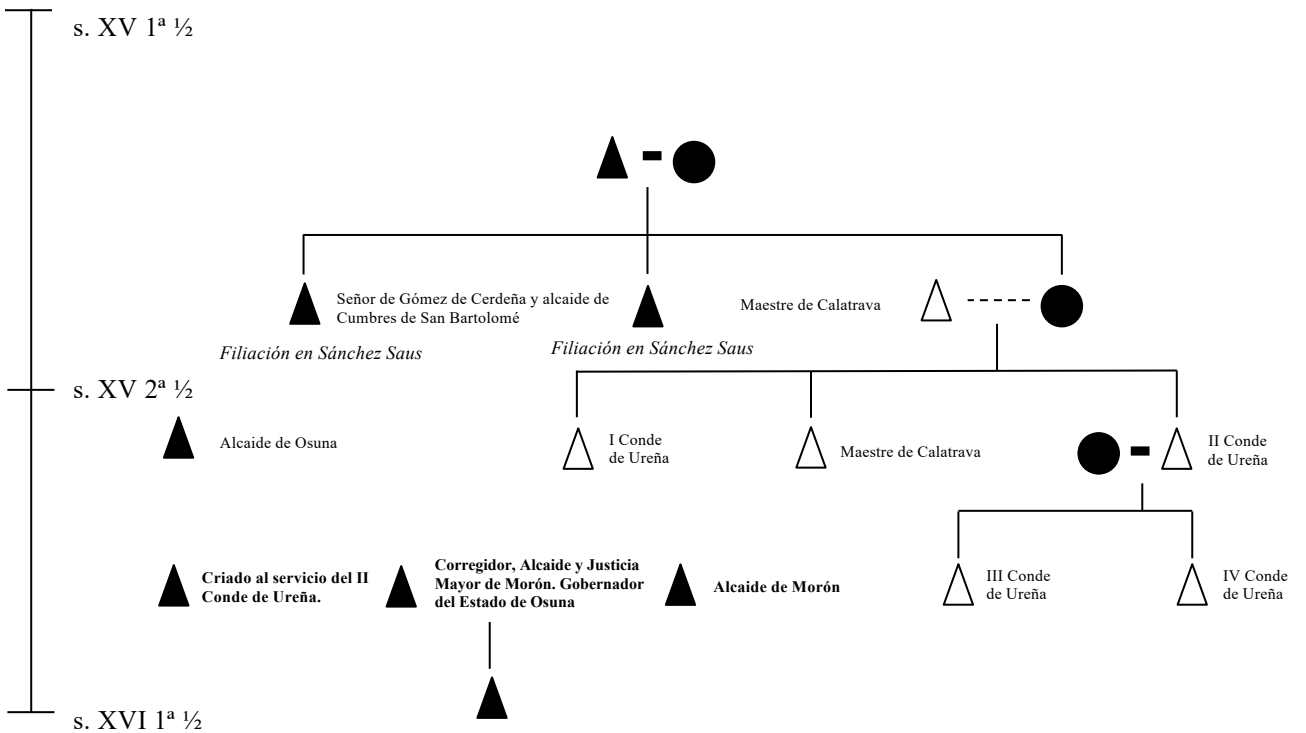 s. XV 1ª ½
Señor de Gómez de Cerdeña y alcaide de
Cumbres de San Bartolomé
Maestre de Calatrava
Filiación en Sánchez Saus
Filiación en Sánchez Saus
s. XV 2ª ½
Alcaide de Osuna
I Conde
de Ureña
Maestre de Calatrava
II Conde
de Ureña
Criado al servicio del II
Conde de Ureña.
Corregidor, Alcaide y Justicia
Mayor de Morón. Gobernador
del Estado de Osuna
Alcaide de Morón
III Conde
de Ureña
IV Conde
de Ureña
s. XVI 1ª ½